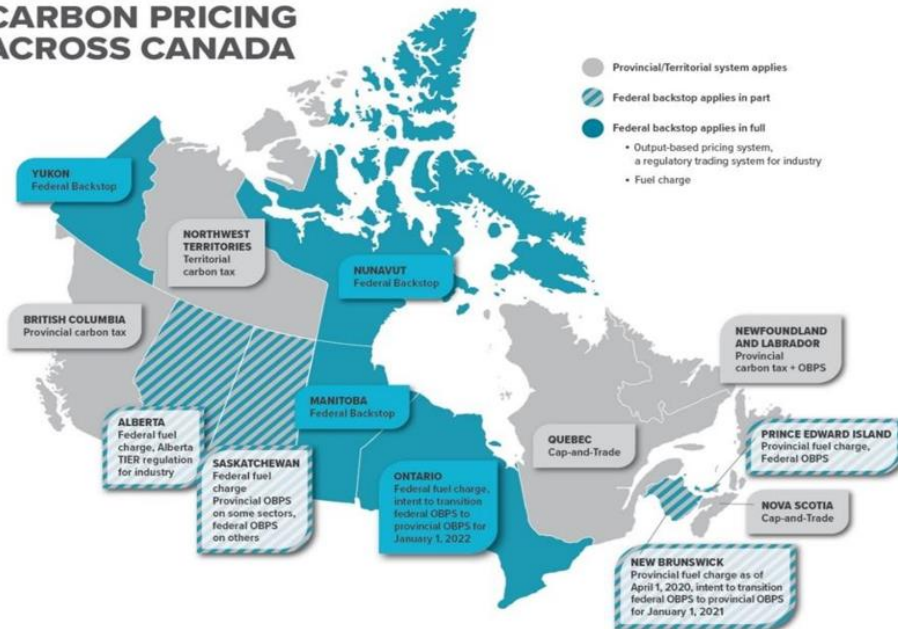 CARBON PRICING
ACROSS CANADA
Provincial/Territorial system applies
Federal backstop applies in part
Federal backstop applies in full
• Output-based pricing system,
a regulatory trading system for industry
• Fuel charge
YUKON
Federal Backstop
NORTHWEST
TERRITORIES
Territorial
carbon tax
NUNAVUT
Federal Backstop
BRITISH COLUMBIA
Provincial carbon tax
NEWFOUNDLAND
AND LABRADOR
Provincial
carbon tax + OBPS
MANITOBA
Federal Backstop
ALBERTA
Federal fuel
charge, Alberta
TIER regulation
for industry
SASKATCHEWAN
Federal fuel
charge
Provincial OBPS
on some sectors,
federal OBPS
on others
ONTARIO
Federal fuel charge,
intent to transition
federal OBPS to
provincial OBPS for
January 1, 2022
QUEBEC
Cap-and-Trade
PRINCE EDWARD ISLAND
Provincial fuel charge,
Federal OBPS
NOVA SCOTIA
Cap-and-Trade
NEW BRUNSWICK
Provincial fuel charge as of
April 1, 2020, intent to transition
federal OBPS to provincial OBPS
for January 1, 2021